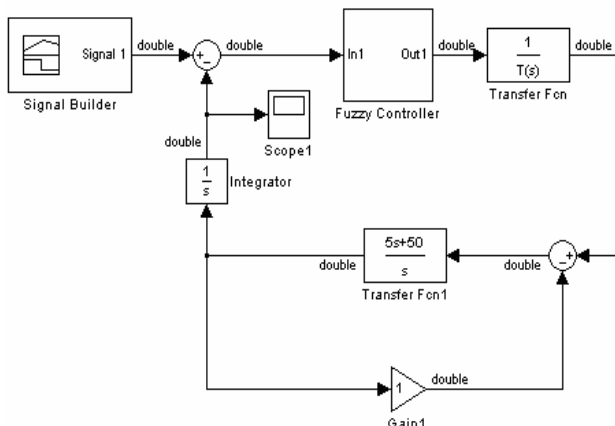 Signal 1
double
Signal Builder
+
−
double
In1
Out1
Fuzzy Controller
double
1
T(s)
Transfer Fcn
double
double
Scope1
1
s
Integrator
5s+50
s
Transfer Fcn1
double
double
−
+
double
1
double
Gain1